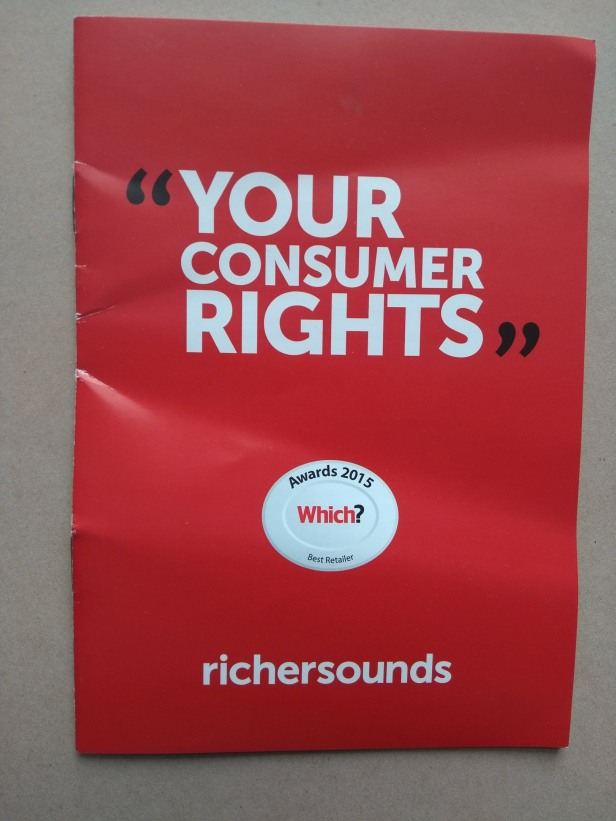 “YOUR
CONSUMER
RIGHTS”
Awards 2015
Which?
Best Retailer
richersounds